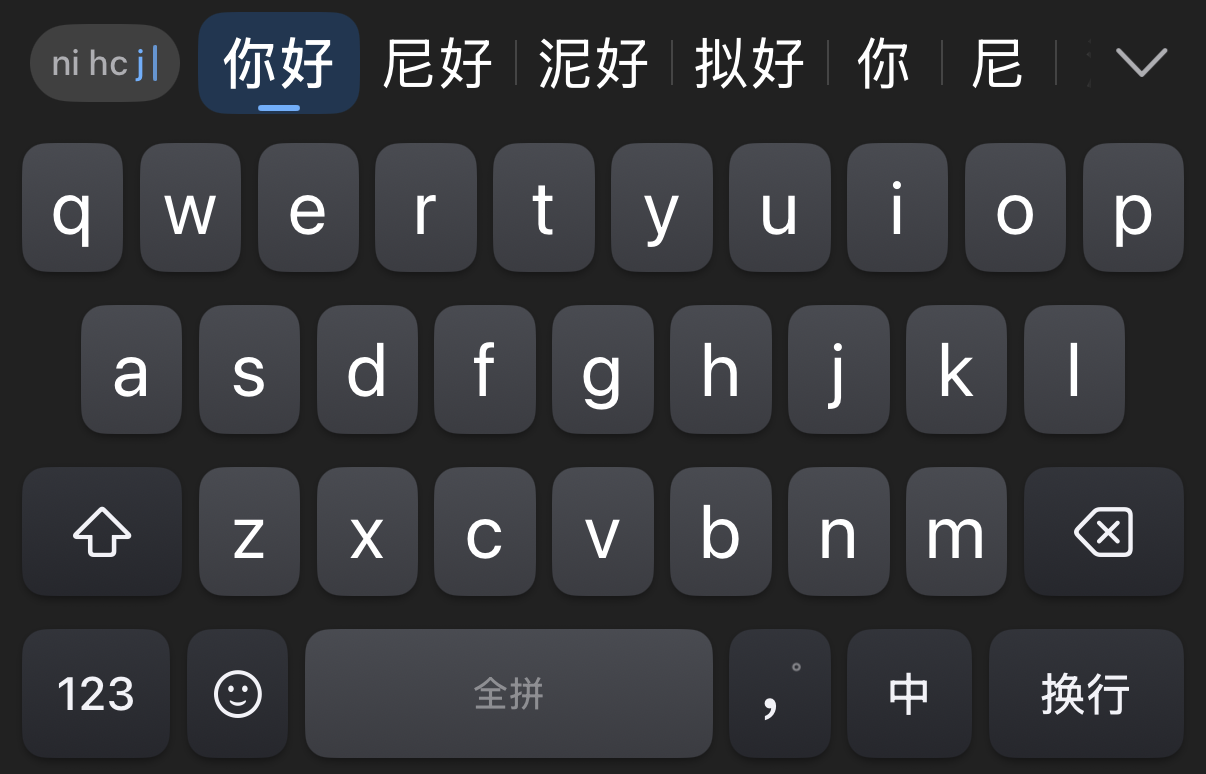 ni hc j 你好 尼好 泥好 拟好 你 尼
q w e r t y u i o p
a s d f g h j k l
z x c v b n m
123 全拼 ， 。 中 换行